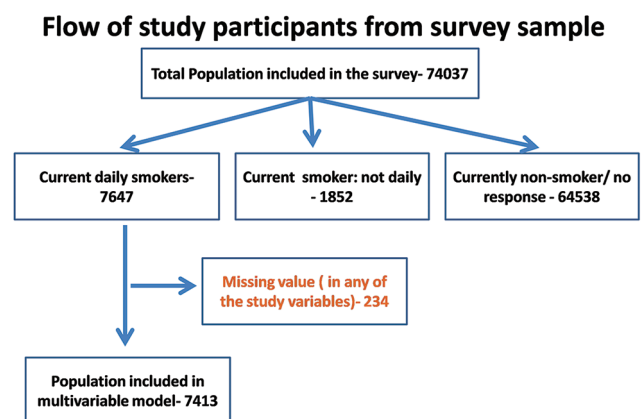 Flow of study participants from survey sample
Total Population included in the survey- 74037
Current daily smokers-
7647
Current smoker: not daily
- 1852
Currently non-smoker/ no
response - 64538
Missing value ( in any of
the study variables)- 234
Population included in
multivariable model- 7413